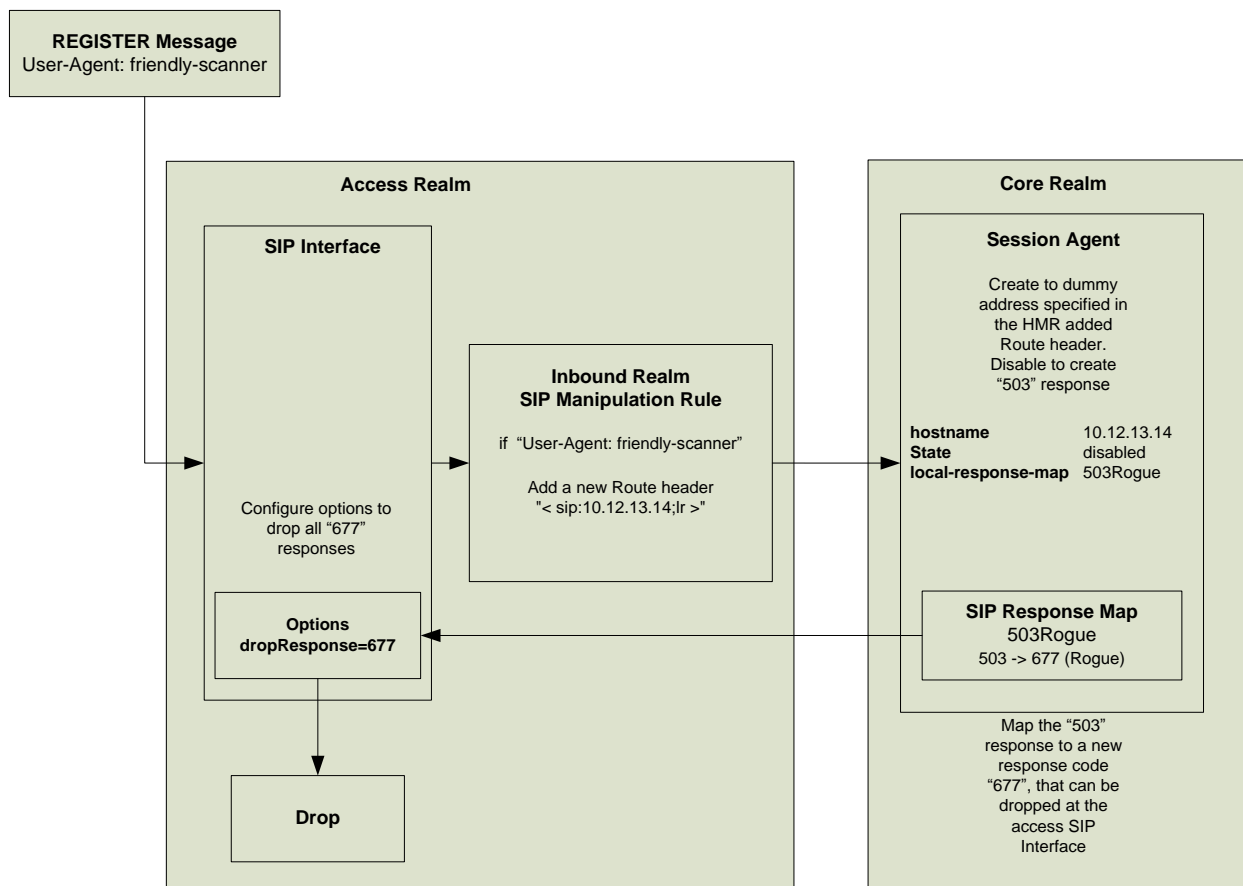 REGISTER Message
User-Agent: friendly-scanner
Access Realm
SIP Interface
Configure options to
drop all “677”
responses
Options
dropResponse=677
Drop
Inbound Realm
SIP Manipulation Rule
if “User-Agent: friendly-scanner”
Add a new Route header
"< sip:10.12.13.14;lr >"
Core Realm
Session Agent
Create to dummy
address specified in
the HMR added
Route header.
Disable to create
“503” response
hostname 10.12.13.14
State disabled
local-response-map 503Rogue
SIP Response Map
503Rogue
503 -> 677 (Rogue)
Map the “503”
response to a new
response code
“677”, that can be
dropped at the
access SIP
Interface